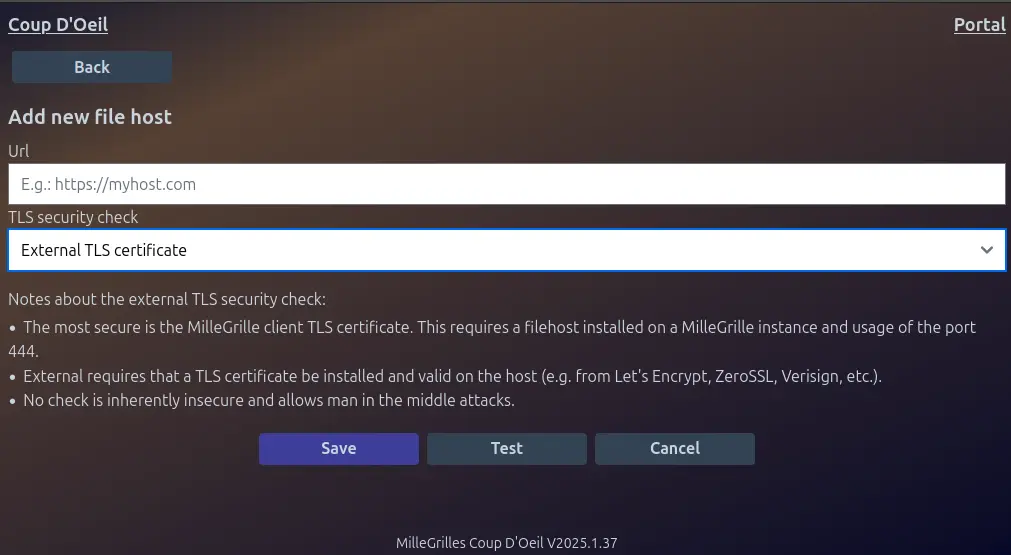 Coup D'Oeil
Portal
Back
Add new file host
Url
E.g.: https://myhost.com
TLS security check
External TLS certificate
Notes about the external TLS security check:
• The most secure is the MilleGrille client TLS certificate. This requires a filehost installed on a MilleGrille instance and usage of the port
444.
• External requires that a TLS certificate be installed and valid on the host (e.g. from Let's Encrypt, ZeroSSL, Verisign, etc.).
• No check is inherently insecure and allows man in the middle attacks.
Save
Test
Cancel
MilleGrilles Coup D'Oeil V2025.1.37